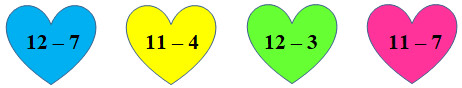 12 – 7 11 – 4 12 – 3 11 – 7